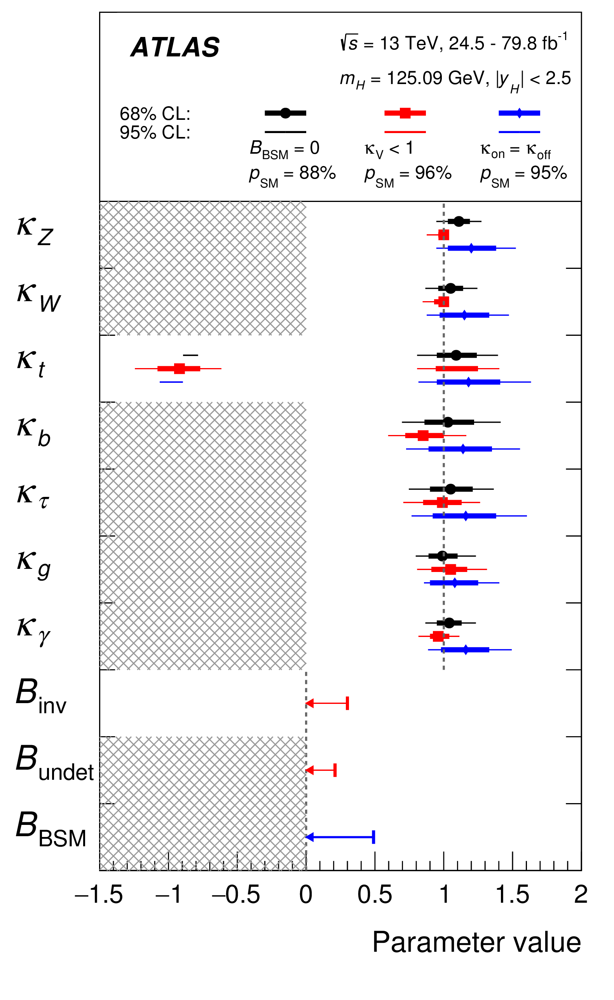 ATLAS
√s = 13 TeV, 24.5 - 79.8 fb⁻¹
m_H = 125.09 GeV, |y_H| < 2.5
68% CL:
95% CL:
B_BSM = 0 κ_V < 1 κ_on = κ_off
p_SM = 88% p_SM = 96% p_SM = 95%
κ_Z
κ_W
κ_t
κ_b
κ_τ
κ_g
κ_γ
B_inv
B_undet
B_BSM
−1.5 −1 −0.5 0 0.5 1 1.5 2
Parameter value